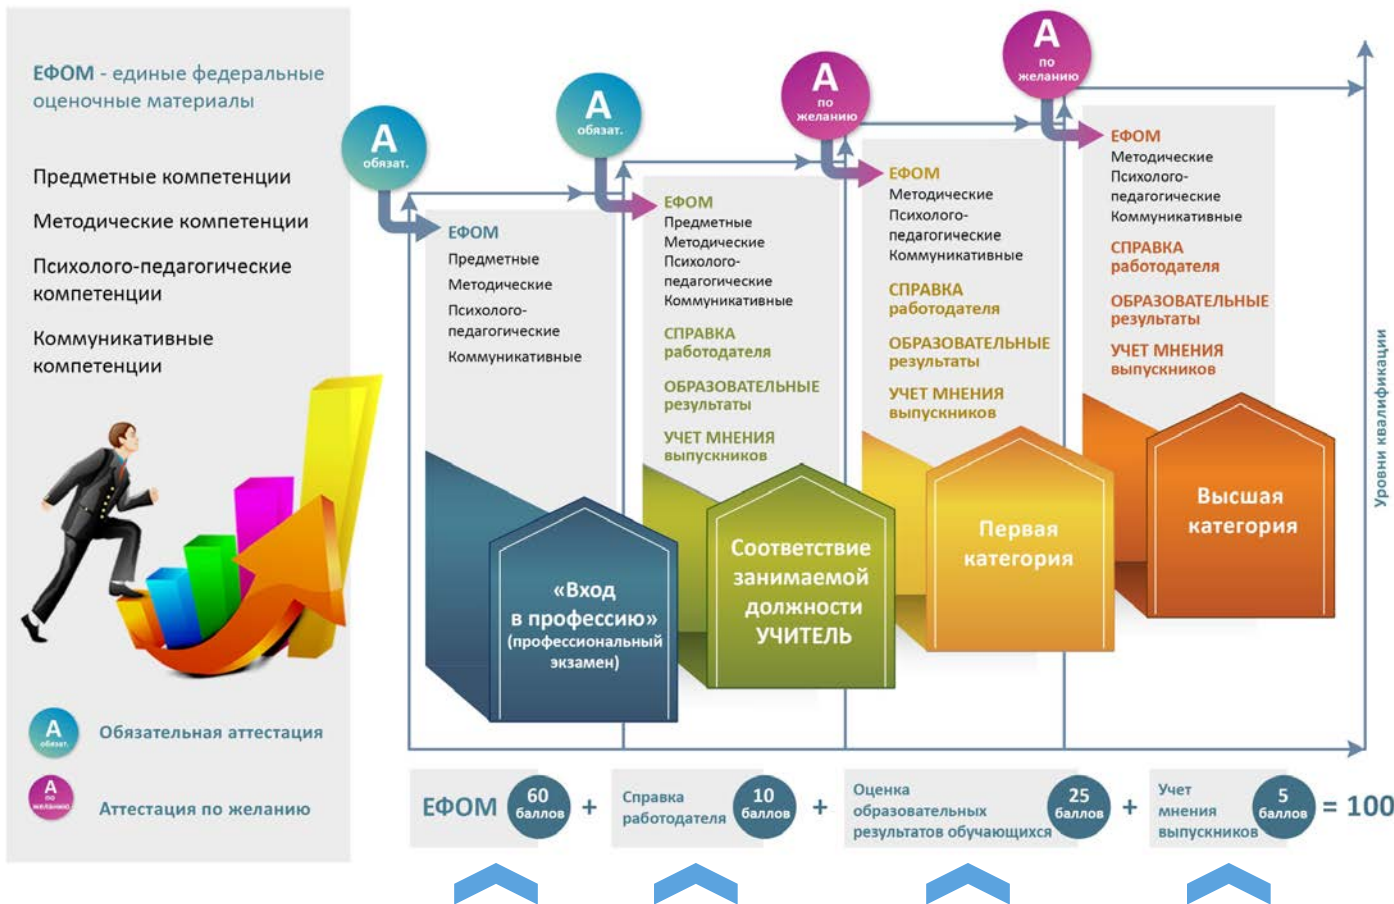 ЕФОМ - единые федеральные
оценочные материалы
Предметные компетенции
Методические компетенции
Психолого-педагогические
компетенции
Коммуникативные
компетенции
А
обязат.
Обязательная аттестация
А
по
желанию
Аттестация по желанию
А
обязат.
ЕФОМ
Предметные
Методические
Психолого-
педагогические
Коммуникативные
«Вход
в профессию»
(профессиональный
экзамен)
А
обязат.
ЕФОМ
Предметные
Методические
Психолого-
педагогические
Коммуникативные
СПРАВКА
работодателя
ОБРАЗОВАТЕЛЬНЫЕ
результаты
УЧЕТ МНЕНИЯ
выпускников
Соответствие
занимаемой
должности
УЧИТЕЛЬ
А
по
желанию
ЕФОМ
Методические
Психолого-
педагогические
Коммуникативные
СПРАВКА
работодателя
ОБРАЗОВАТЕЛЬНЫЕ
результаты
УЧЕТ МНЕНИЯ
выпускников
Первая
категория
А
по
желанию
ЕФОМ
Методические
Психолого-
педагогические
Коммуникативные
СПРАВКА
работодателя
ОБРАЗОВАТЕЛЬНЫЕ
результаты
УЧЕТ МНЕНИЯ
выпускников
Высшая
категория
Уровни квалификации
ЕФОМ
60
баллов
+
Справка
работодателя
10
баллов
+
Оценка
образовательных
результатов обучающихся
25
баллов
+
Учет
мнения
выпускников
5
баллов
= 100